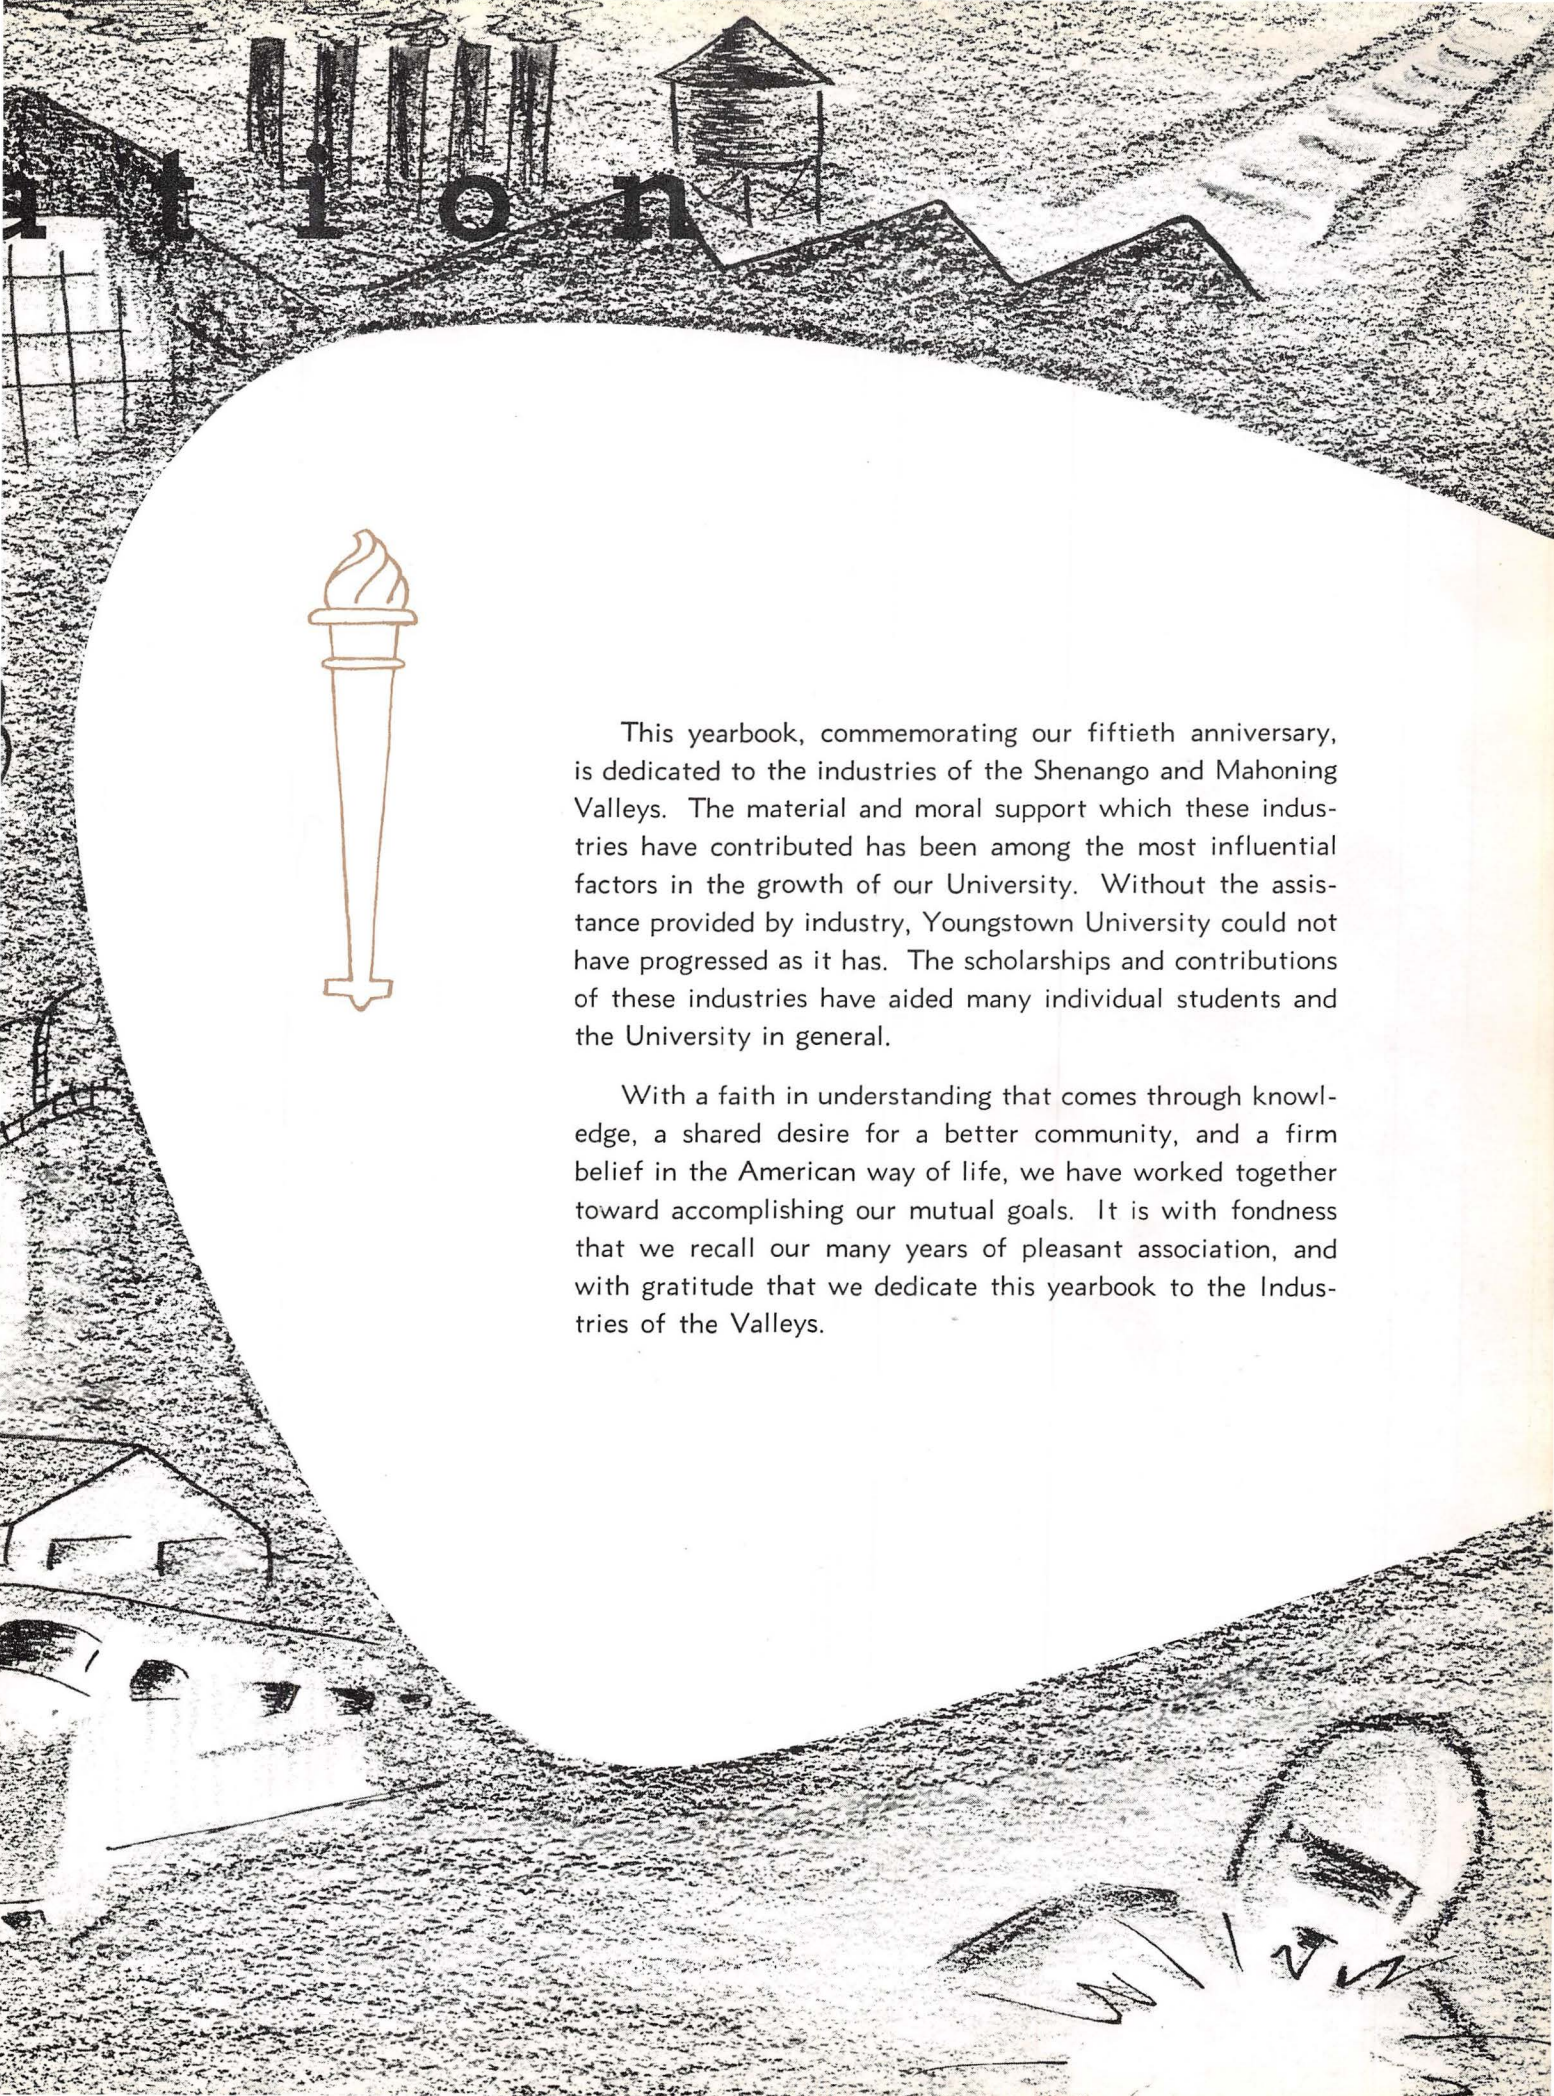 ation
This yearbook, commemorating our fiftieth anniversary,
is dedicated to the industries of the Shenango and Mahoning
Valleys. The material and moral support which these indus-
tries have contributed has been among the most influential
factors in the growth of our University. Without the assis-
tance provided by industry, Youngstown University could not
have progressed as it has. The scholarships and contributions
of these industries have aided many individual students and
the University in general.
With a faith in understanding that comes through knowl-
edge, a shared desire for a better community, and a firm
belief in the American way of life, we have worked together
toward accomplishing our mutual goals. It is with fondness
that we recall our many years of pleasant association, and
with gratitude that we dedicate this yearbook to the Indus-
tries of the Valleys.